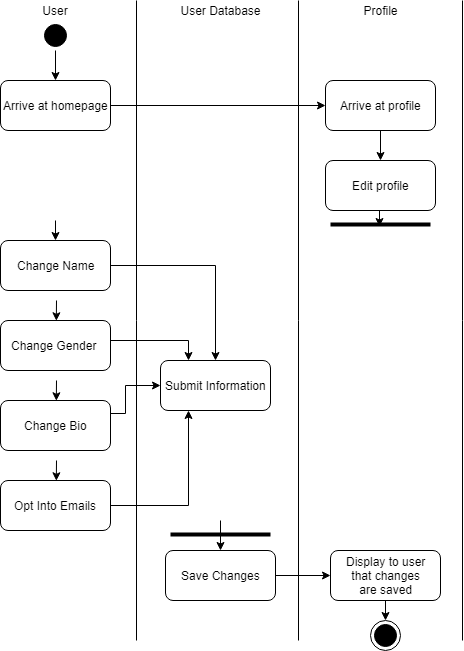 User
User Database
Profile
Arrive at homepage
Arrive at profile
Edit profile
Change Name
Change Gender
Submit Information
Change Bio
Opt Into Emails
Save Changes
Display to user
that changes
are saved